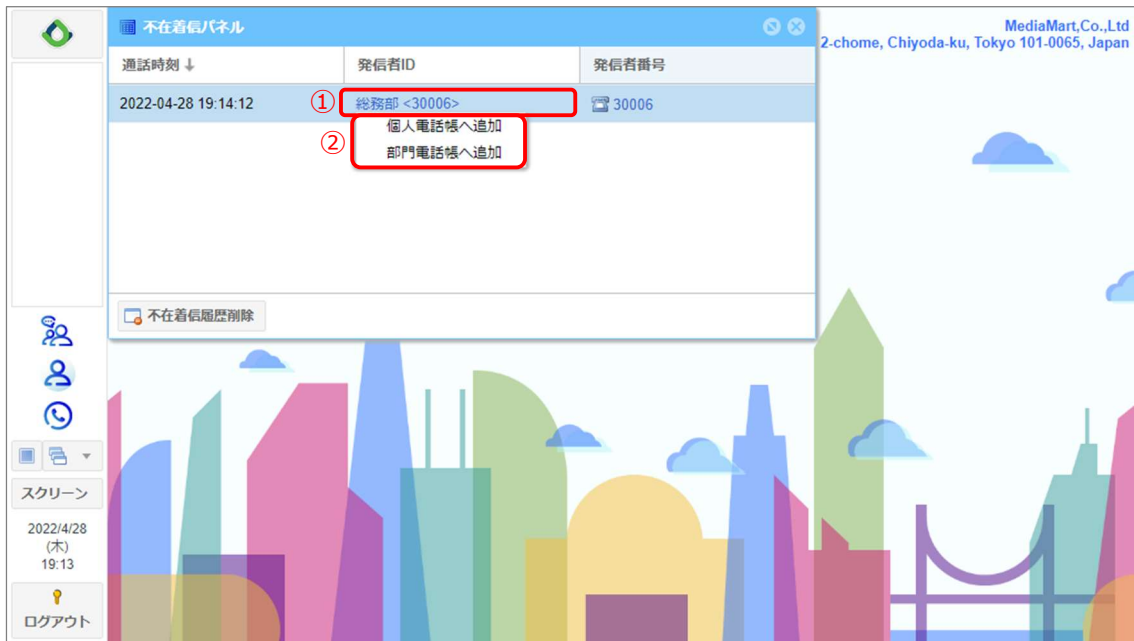 不在着信パネル
MediaMart,Co.,Ltd
2-chome, Chiyoda-ku, Tokyo 101-0065, Japan
通話時刻↓ 発信者ID 発信者番号
2022-04-28 19:14:12 ① 総務部 <30006> 30006
② 個人電話帳へ追加
部門電話帳へ追加
不在着信履歴削除
スクリーン
2022/4/28
(木)
19:13
ログアウト